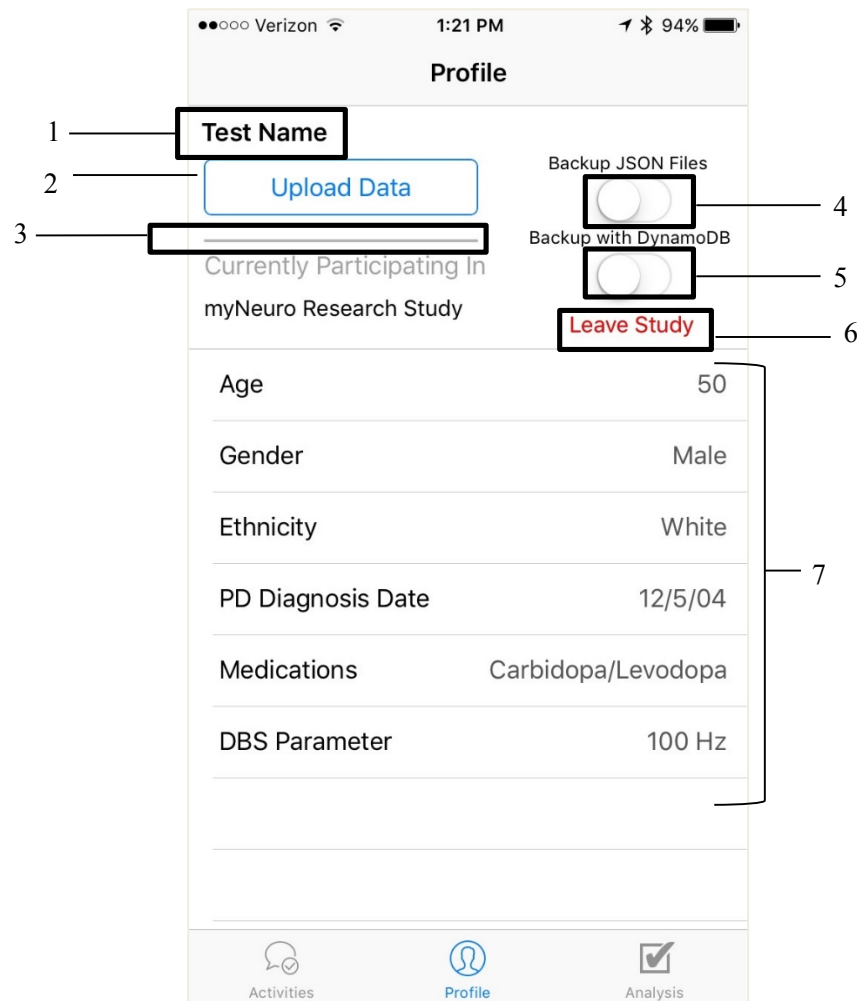 Verizon 1:21 PM 94%
Profile
1 Test Name
Backup JSON Files
2 Upload Data
4
3
Backup with DynamoDB
Currently Participating In
5
myNeuro Research Study
Leave Study 6
Age 50
Gender Male
Ethnicity White
7
PD Diagnosis Date 12/5/04
Medications Carbidopa/Levodopa
DBS Parameter 100 Hz
Activities Profile Analysis